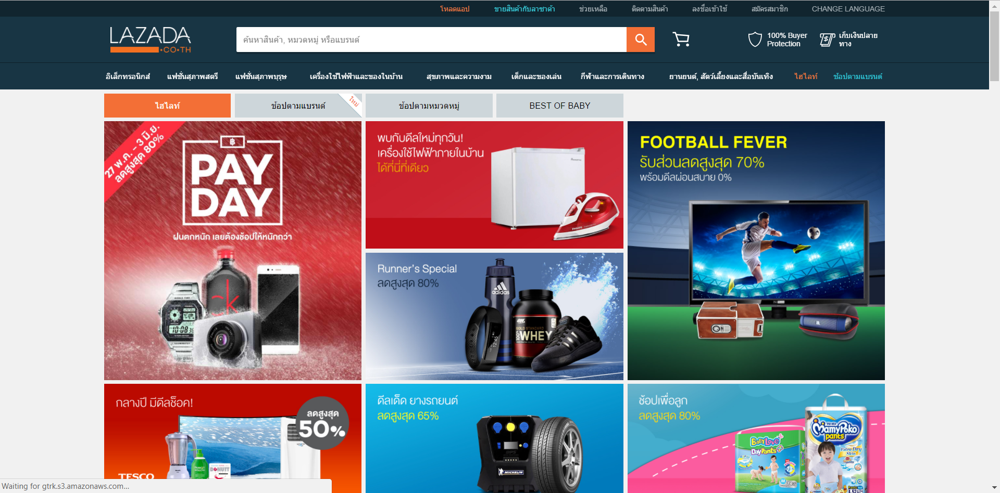 โหลดแอป ขายสินค้ากับลาซาด้า ช่วยเหลือ ติดตามสินค้า ลงชื่อเข้าใช้ สมัครสมาชิก CHANGE LANGUAGE
LAZADA
•CO•TH
ค้นหาสินค้า, หมวดหมู่ หรือแบรนด์
100% Buyer
Protection
เก็บเงินปลาย
ทาง
อิเล็กทรอนิกส์ แฟชั่นสุภาพสตรี แฟชั่นสุภาพบุรุษ เครื่องใช้ไฟฟ้าและของในบ้าน สุขภาพและความงาม เด็กและของเล่น กีฬาและการเดินทาง ยานยนต์, สัตว์เลี้ยงและสื่อบันเทิง ไฮไลท์ ช้อปตามแบรนด์
ไฮไลท์ ช้อปตามแบรนด์ ใหม่ ช้อปตามหมวดหมู่ BEST OF BABY
27 พ.ค. - 3 มิ.ย.
ลดสูงสุด 80%
฿
PAY
DAY
ฝนตกหนัก เลยต้องช้อปให้หนักกว่า
WORLD TIME
10:08
ILLUMINATOR
พบกับดีลใหม่ทุกวัน!
เครื่องใช้ไฟฟ้าภายในบ้าน
ได้ที่นี่ที่เดียว
PHILIPS
Runner's Special
ลดสูงสุด 80%
adidas
12:45
ON
GOLD STANDARD
100% WHEY
FOOTBALL FEVER
รับส่วนลดสูงสุด 70%
พร้อมดีลผ่อนสบาย 0%
JBL
กลางปี มีดีลช็อค!
ลดสูงสุด
50%
DONUTT
TESCO
ดีลเด็ด ยางรถยนต์
ลดสูงสุด 65%
MICHELIN
ช้อปเพื่อลูก
ลดสูงสุด 80%
BABY Love
DayPants
M 74
MamyPoko
pants
Extra Dry
Skin
L 52
Waiting for gtrk.s3.amazonaws.com...